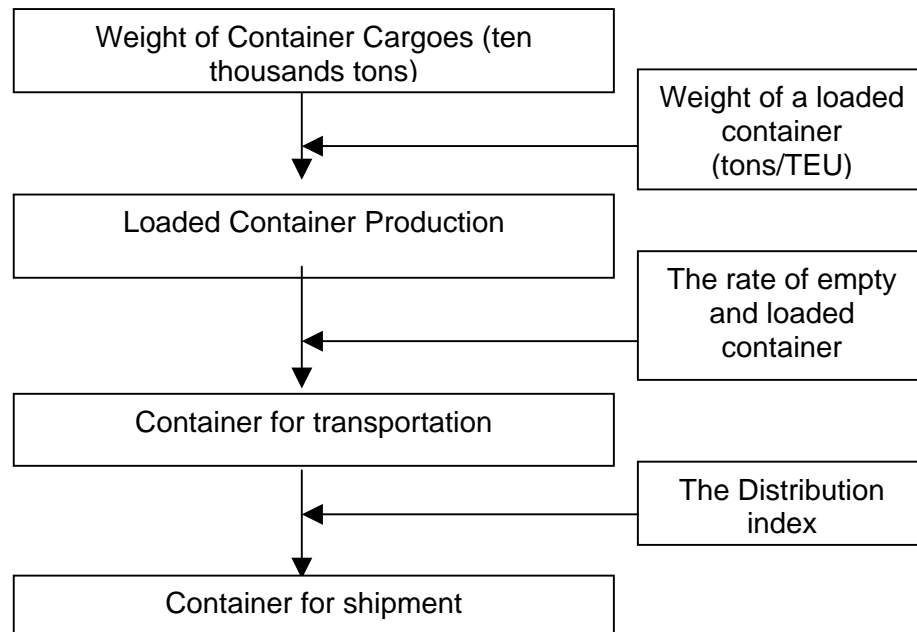 Weight of Container Cargoes (ten
thousands tons)
Weight of a loaded
container
(tons/TEU)
Loaded Container Production
The rate of empty
and loaded
container
Container for transportation
The Distribution
index
Container for shipment